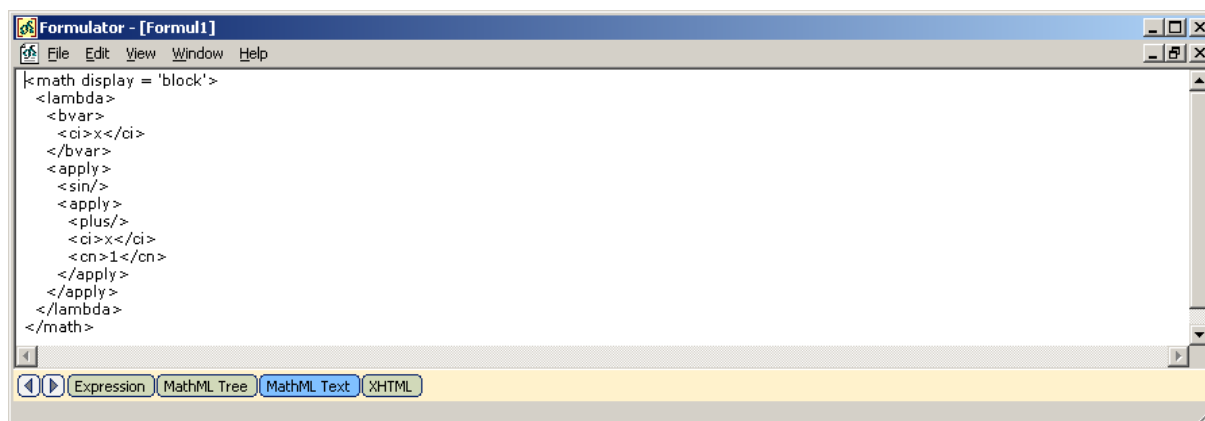 Formulator - [Formul1]
File Edit View Window Help
<math display = 'block'>
<lambda>
<bvar>
<ci>x</ci>
</bvar>
<apply>
<sin/>
<apply>
<plus/>
<ci>x</ci>
<cn>1</cn>
</apply>
</apply>
</lambda>
</math>
Expression MathML Tree MathML Text XHTML